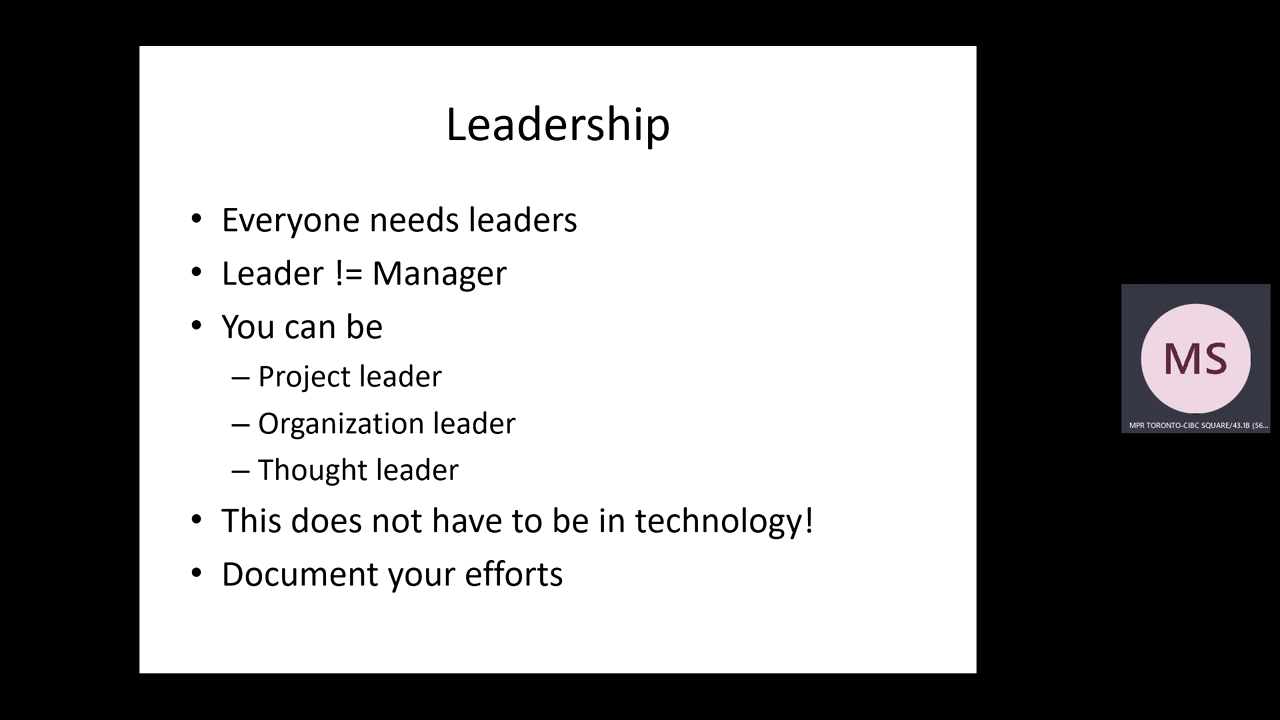 Leadership
• Everyone needs leaders
• Leader != Manager
• You can be
– Project leader
– Organization leader
– Thought leader
• This does not have to be in technology!
• Document your efforts
MS
MPR TORONTO-CIBC SQUARE/43.1B (56...